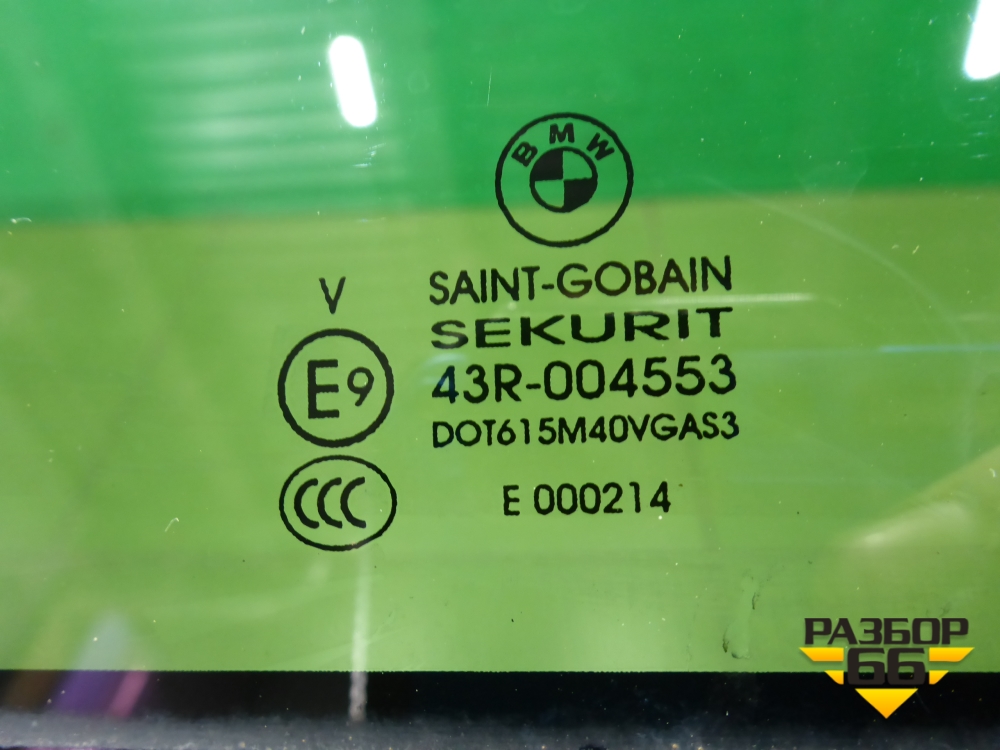 BMW
V
SAINT-GOBAIN
SEKURIT
E9
43R-004553
DOT615M40VGAS3
CCC
E 000214
РАЗБОР
66